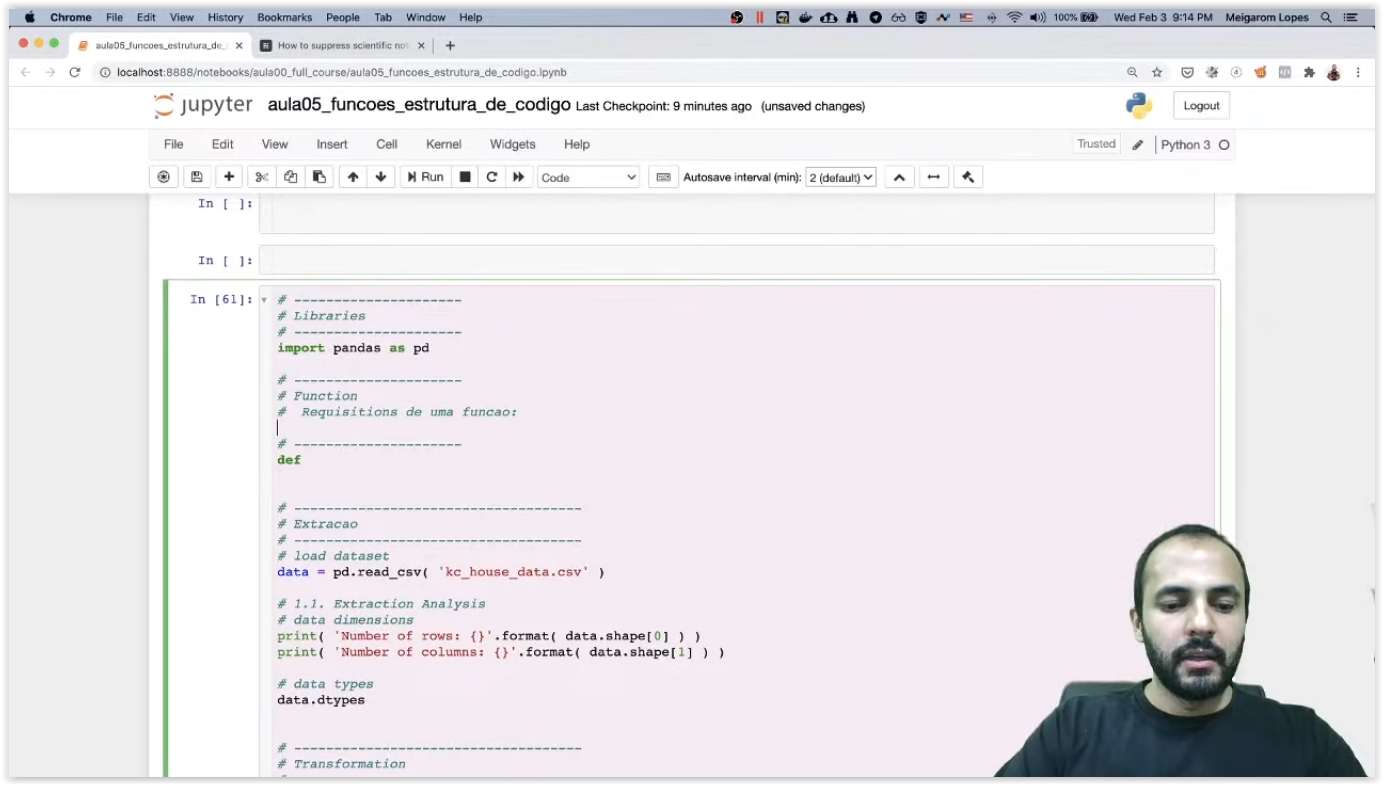 Chrome File Edit View History Bookmarks People Tab Window Help 100% Wed Feb 3 9:14 PM Meigarom Lopes
aula05_funcoes_estrutura_de_ How to suppress scientific not
localhost:8888/notebooks/aula00_full_course/aula05_funcoes_estrutura_de_codigo.ipynb
jupyter aula05_funcoes_estrutura_de_codigo Last Checkpoint: 9 minutes ago (unsaved changes) Logout
File Edit View Insert Cell Kernel Widgets Help Trusted Python 3
Run Code Autosave interval (min): 2 (default)
In [ ]:
In [ ]:
In [61]: # ---------------------
# Libraries
# ---------------------
import pandas as pd
# ---------------------
# Function
#  Requisitions de uma funcao:
# ---------------------
def
# ------------------------------------
# Extracao
# ------------------------------------
# load dataset
data = pd.read_csv( 'kc_house_data.csv' )
# 1.1. Extraction Analysis
# data dimensions
print( 'Number of rows: {}'.format( data.shape[0] ) )
print( 'Number of columns: {}'.format( data.shape[1] ) )
# data types
data.dtypes
# ------------------------------------
# Transformation